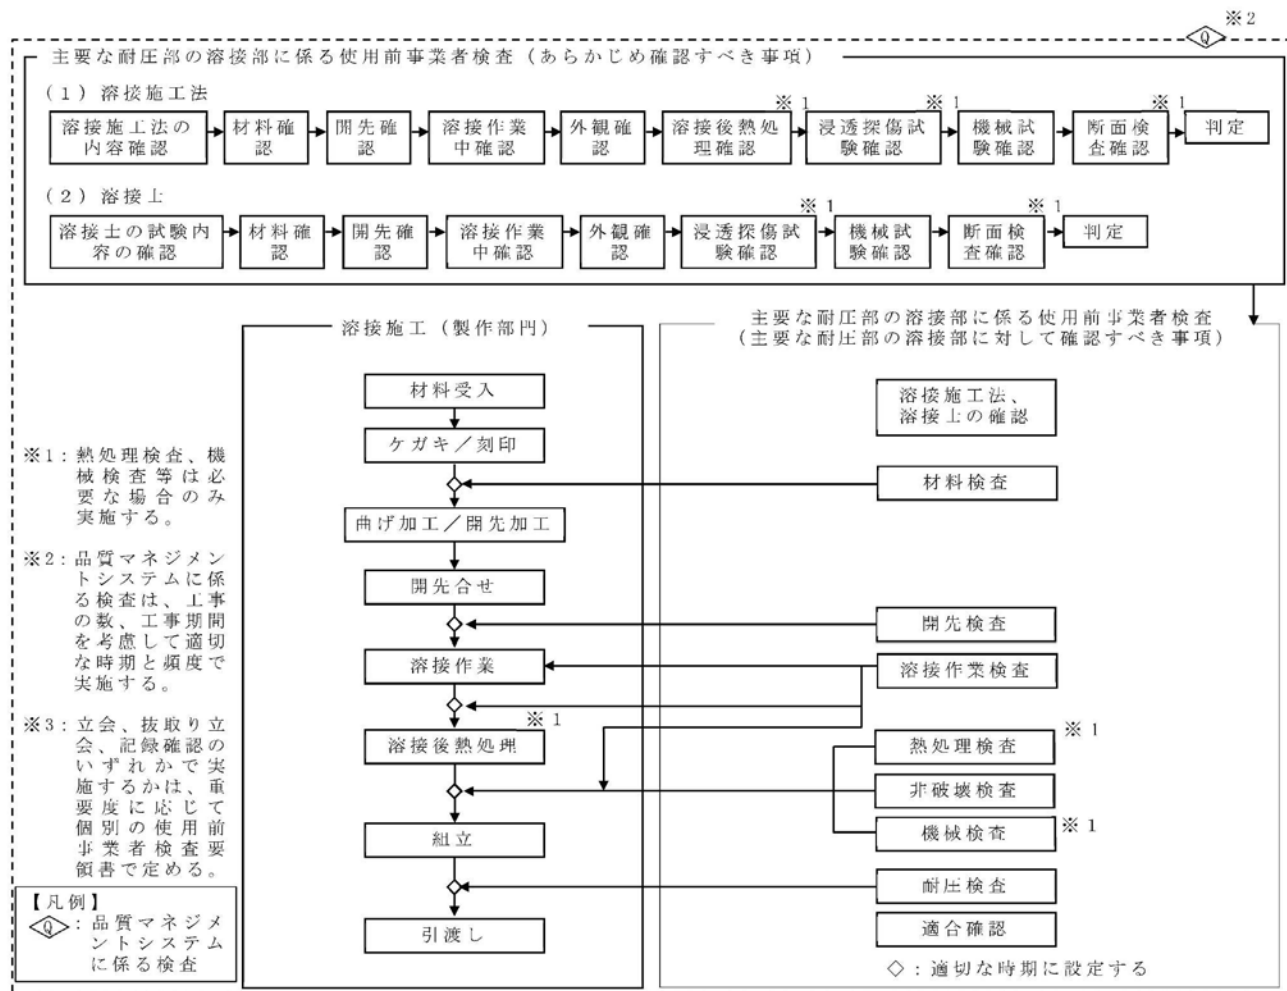 ※2
Q
主要な耐圧部の溶接部に係る使用前事業者検査(あらかじめ確認すべき事項)
(1)溶接施工法
※1
※1
※1
溶接施工法の
内容確認
材料確
認
開先確
認
溶接作業
中確認
外観確
認
溶接後熱処
理確認
浸透探傷試
験確認
機械試
験確認
断面検
査確認
判定
(2)溶接上
※1
※1
溶接士の試験内
容の確認
材料確
認
開先確
認
溶接作業
中確認
外観確
認
浸透探傷試
験確認
機械試
験確認
断面検
査確認
判定
溶接施工(製作部門)
材料受入
ケガキ/刻印
曲げ加工/開先加工
開先合せ
溶接作業
※1
溶接後熱処理
組立
引渡し
主要な耐圧部の溶接部に係る使用前事業者検査
(主要な耐圧部の溶接部に対して確認すべき事項)
溶接施工法、
溶接上の確認
材料検査
開先検査
溶接作業検査
※1
熱処理検査
非破壊検査
※1
機械検査
耐圧検査
適合確認
◇:適切な時期に設定する
※1:熱処理検査、機
械検査等は必
要な場合のみ
実施する。
※2:品質マネジメン
トシステムに係
る検査は、工事
の数、工事期間
を考慮して適切
な時期と頻度で
実施する。
※3:立会、抜取り立
会、記録確認の
いずれかで実
施するかは、重
要度に応じて
個別の使用前
事業者検査要
領書で定める。
【凡例】
Q:品質マネジメ
ントシステム
に係る検査